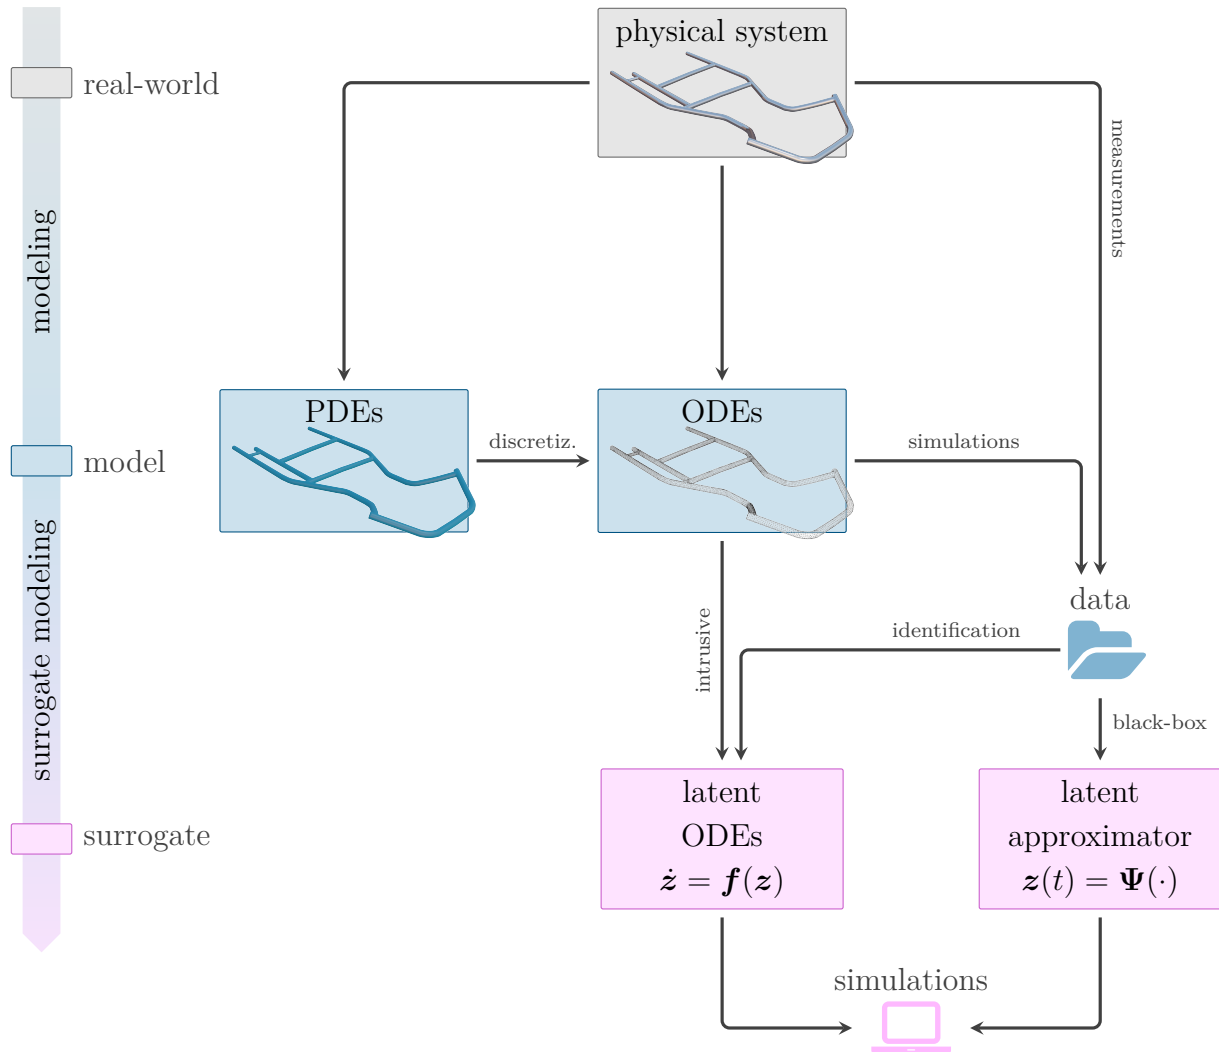 physical system
real-world
measurements
modeling
PDEs
ODEs
discretiz.
simulations
model
surrogate modeling
data
identification
intrusive
black-box
latent
ODEs
ż = f(z)
latent
approximator
z(t) = Ψ(·)
surrogate
simulations